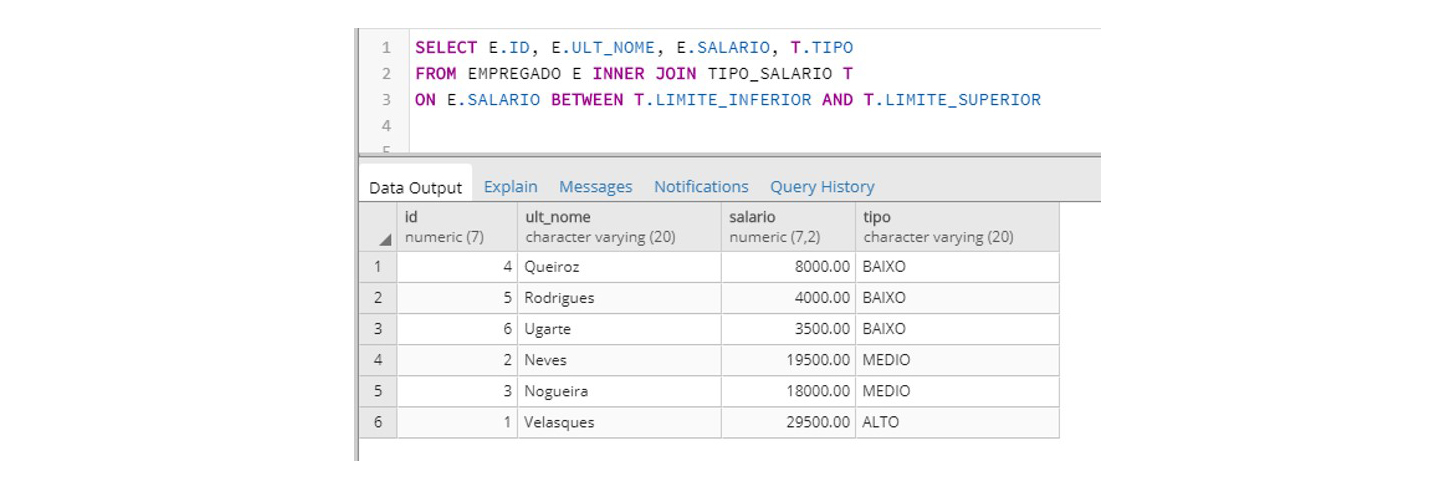 1 SELECT E.ID, E.ULT_NOME, E.SALARIO, T.TIPO
2 FROM EMPREGADO E INNER JOIN TIPO_SALARIO T
3 ON E.SALARIO BETWEEN T.LIMITE_INFERIOR AND T.LIMITE_SUPERIOR
4
5
Data Output Explain Messages Notifications Query History
id ult_nome salario tipo
numeric (7) character varying (20) numeric (7,2) character varying (20)
1 4 Queiroz 8000.00 BAIXO
2 5 Rodrigues 4000.00 BAIXO
3 6 Ugarte 3500.00 BAIXO
4 2 Neves 19500.00 MEDIO
5 3 Nogueira 18000.00 MEDIO
6 1 Velasques 29500.00 ALTO